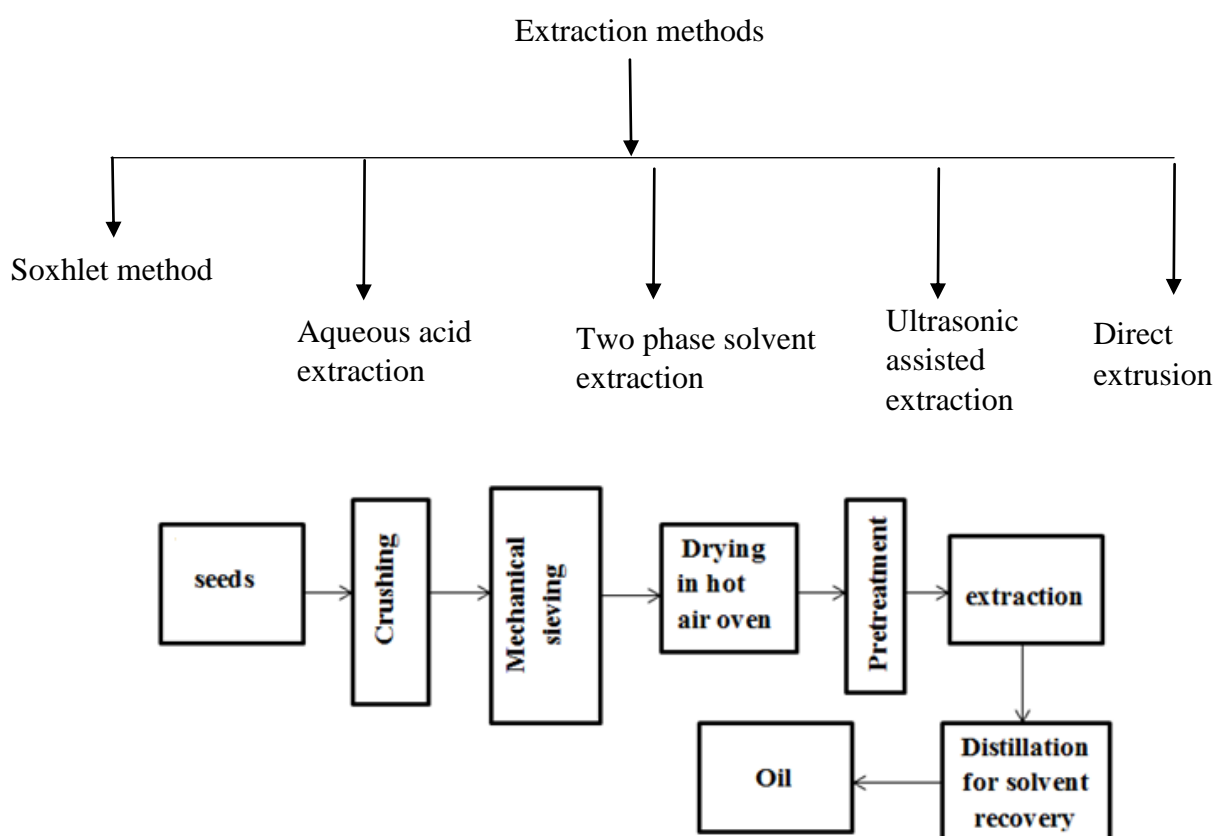 Extraction methods
Soxhlet method
Aqueous acid
extraction
Two phase solvent
extraction
Ultrasonic
assisted
extraction
Direct
extrusion
seeds
Crushing
Mechanical
sieving
Drying
in hot
air oven
Pretreatment
extraction
Distillation
for solvent
recovery
Oil